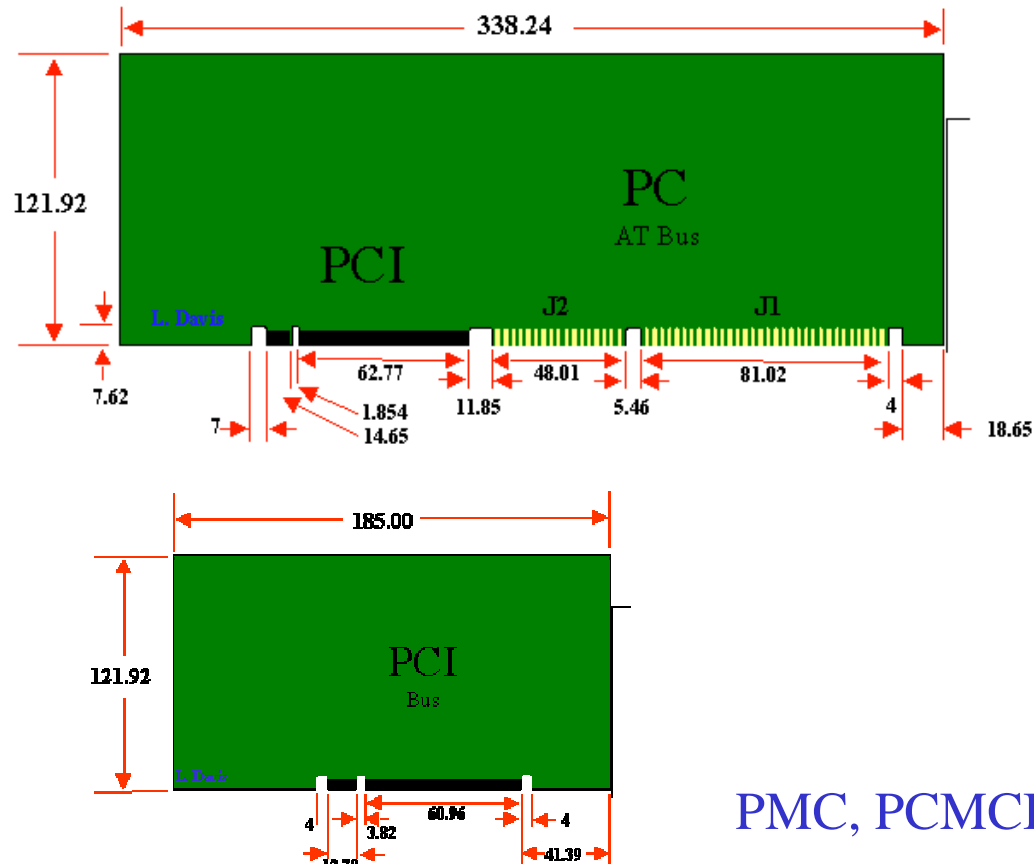 338.24
121.92
PC
AT Bus
PCI
L. Davis
J2
J1
7.62
62.77
48.01
81.02
1.854
11.85
5.46
4
7
14.65
18.65
185.00
121.92
PCI
Bus
L. Davis
4
3.82
60.96
4
41.39
PMC, PCMCI